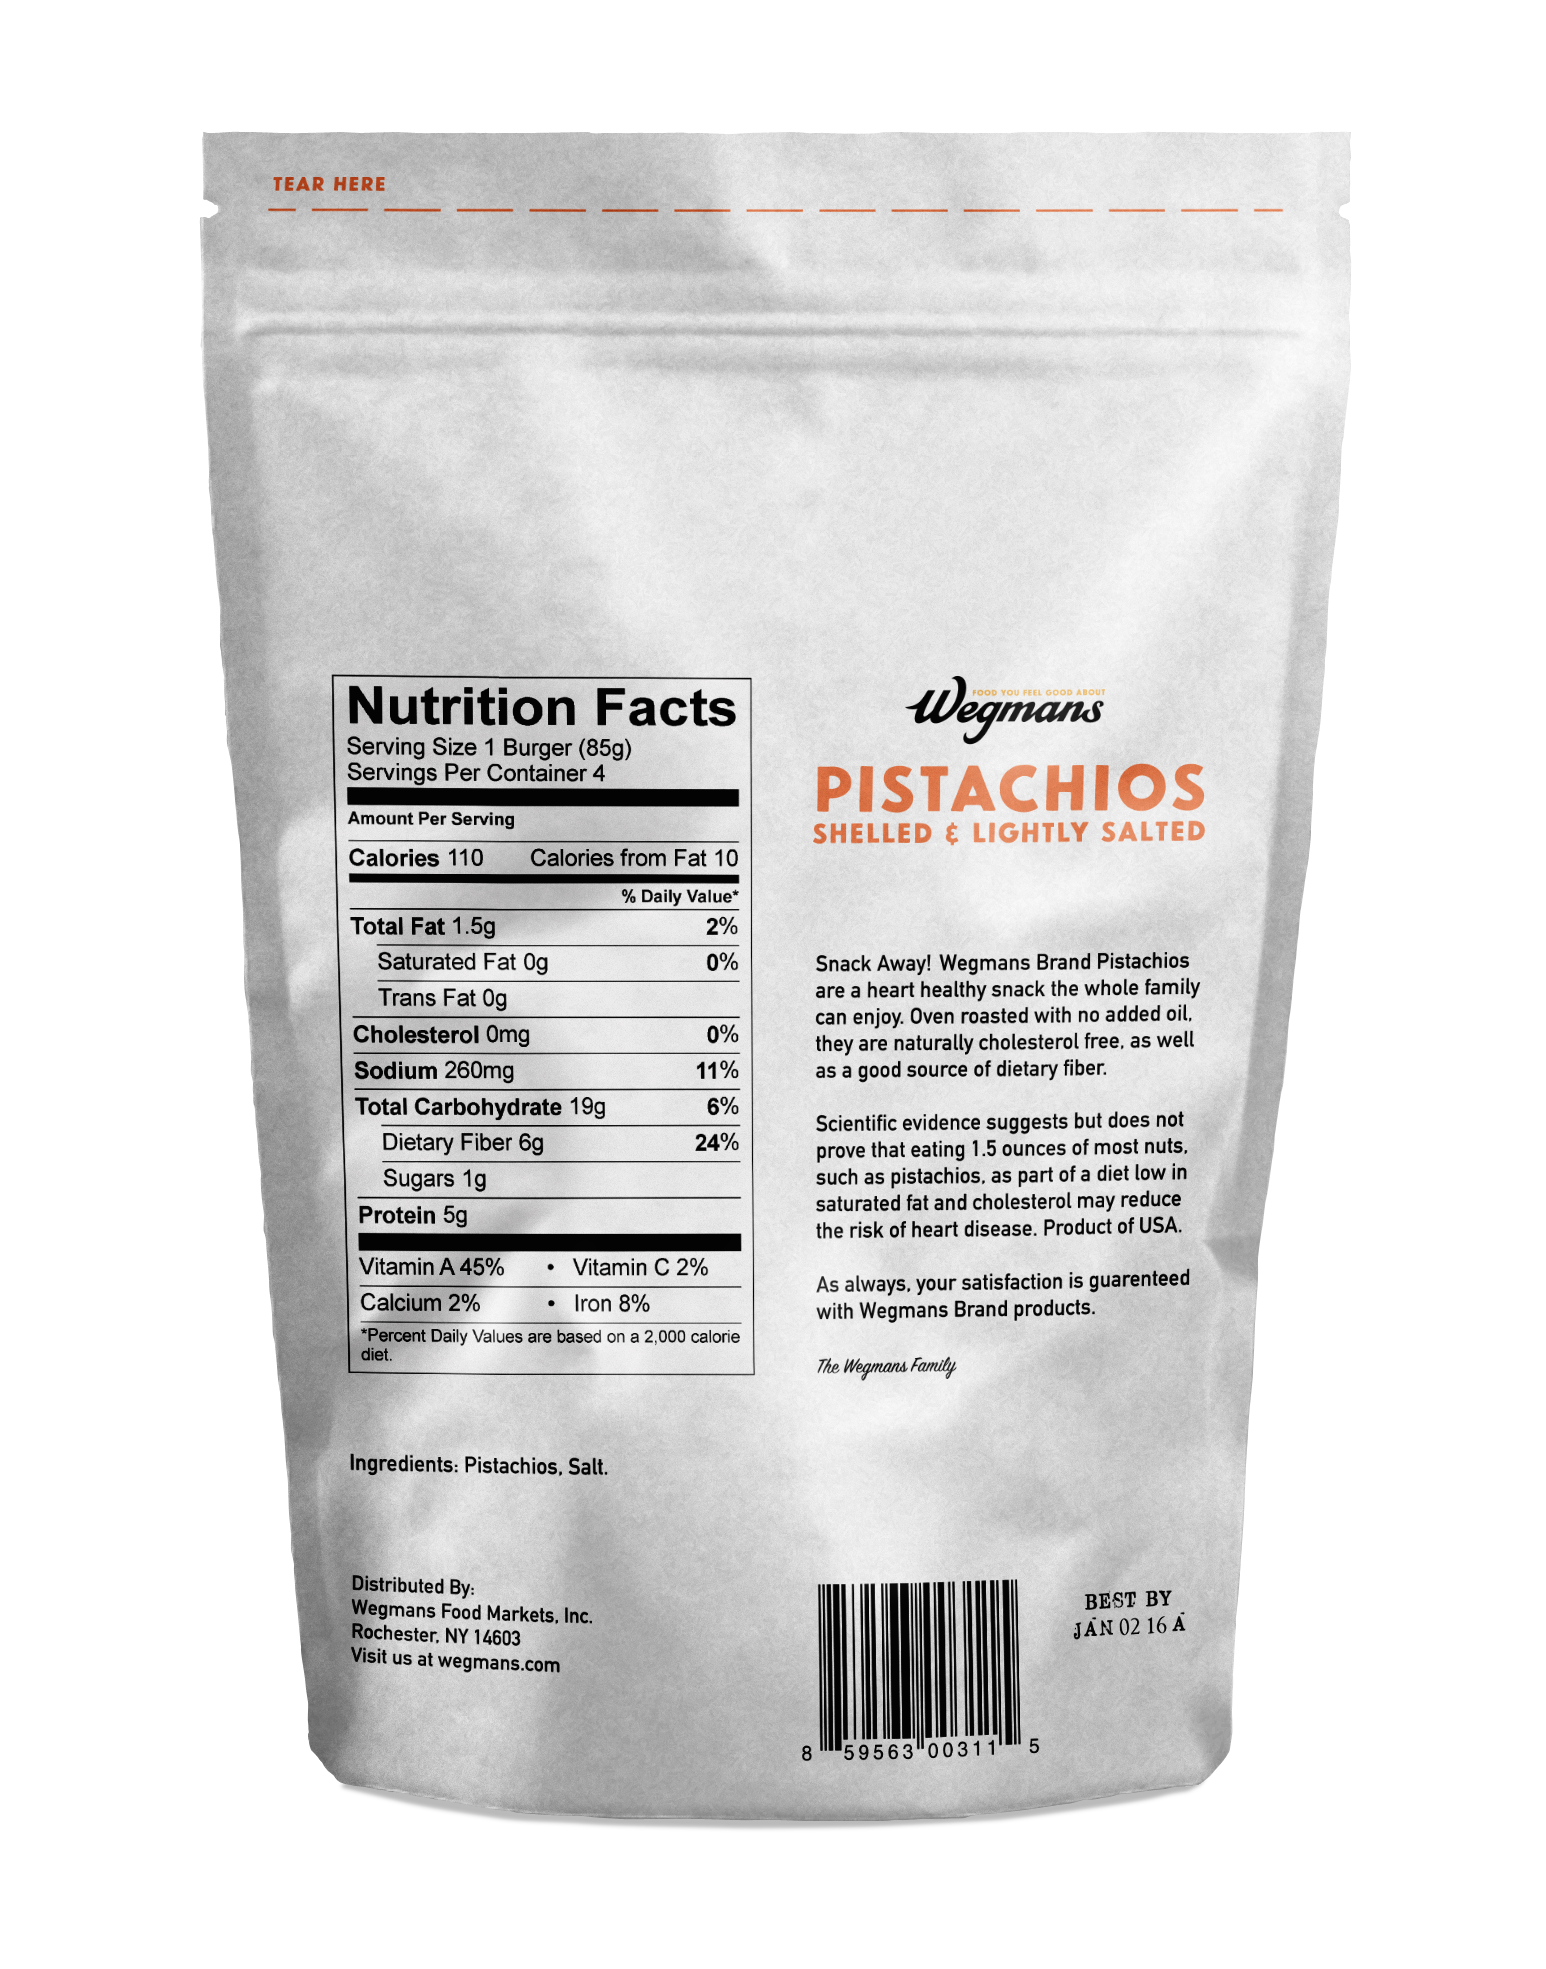 TEAR HERE
Nutrition Facts
Serving Size 1 Burger (85g)
Servings Per Container 4
Amount Per Serving
Calories 110 Calories from Fat 10
% Daily Value*
Total Fat 1.5g 2%
Saturated Fat 0g 0%
Trans Fat 0g
Cholesterol 0mg 0%
Sodium 260mg 11%
Total Carbohydrate 19g 6%
Dietary Fiber 6g 24%
Sugars 1g
Protein 5g
Vitamin A 45% • Vitamin C 2%
Calcium 2% • Iron 8%
*Percent Daily Values are based on a 2,000 calorie
diet.
Ingredients: Pistachios, Salt.
Distributed By:
Wegmans Food Markets, Inc.
Rochester, NY 14603
Visit us at wegmans.com
FOOD YOU FEEL GOOD ABOUT
Wegmans
PISTACHIOS
SHELLED & LIGHTLY SALTED
Snack Away! Wegmans Brand Pistachios
are a heart healthy snack the whole family
can enjoy. Oven roasted with no added oil,
they are naturally cholesterol free, as well
as a good source of dietary fiber.
Scientific evidence suggests but does not
prove that eating 1.5 ounces of most nuts,
such as pistachios, as part of a diet low in
saturated fat and cholesterol may reduce
the risk of heart disease. Product of USA.
As always, your satisfaction is guarenteed
with Wegmans Brand products.
The Wegmans Family
8 59563 00311 5
BEST BY
JAN 02 16 A